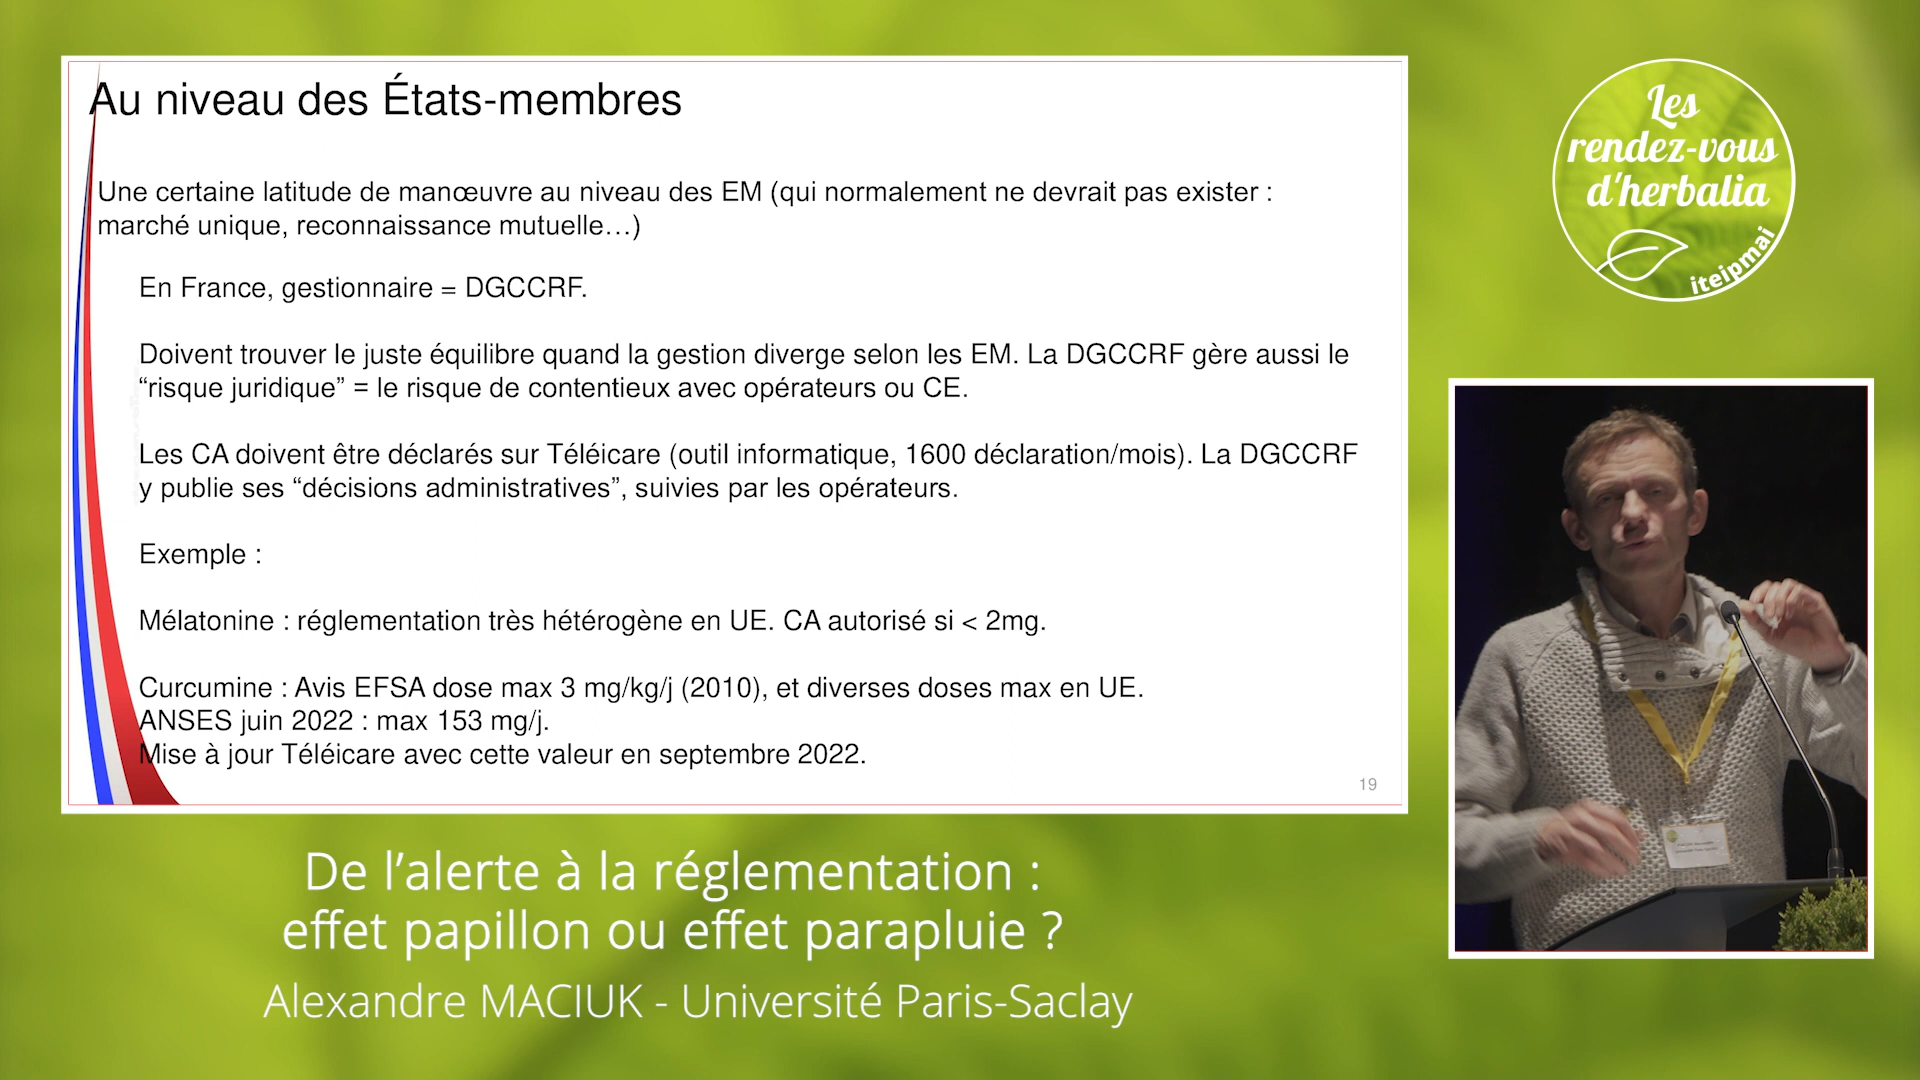 Au niveau des États-membres
Une certaine latitude de manœuvre au niveau des EM (qui normalement ne devrait pas exister :
marché unique, reconnaissance mutuelle…)
En France, gestionnaire = DGCCRF.
Doivent trouver le juste équilibre quand la gestion diverge selon les EM. La DGCCRF gère aussi le
“risque juridique” = le risque de contentieux avec opérateurs ou CE.
Les CA doivent être déclarés sur Téléicare (outil informatique, 1600 déclaration/mois). La DGCCRF
y publie ses “décisions administratives”, suivies par les opérateurs.
Exemple :
Mélatonine : réglementation très hétérogène en UE. CA autorisé si < 2mg.
Curcumine : Avis EFSA dose max 3 mg/kg/j (2010), et diverses doses max en UE.
ANSES juin 2022 : max 153 mg/j.
Mise à jour Téléicare avec cette valeur en septembre 2022.
19
Les
rendez-vous
d'herbalia
iteipmai
De l’alerte à la réglementation :
effet papillon ou effet parapluie ?
Alexandre MACIUK - Université Paris-Saclay